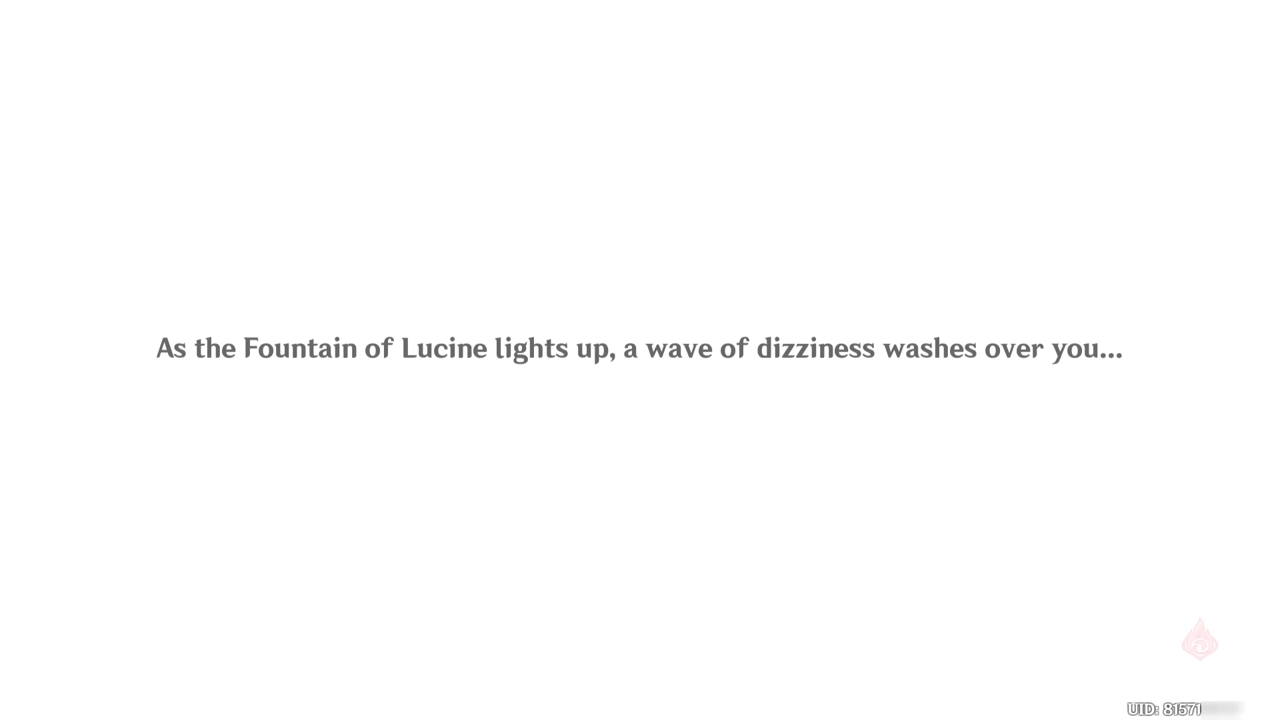 As the Fountain of Lucine lights up, a wave of dizziness washes over you...
UID: 81571